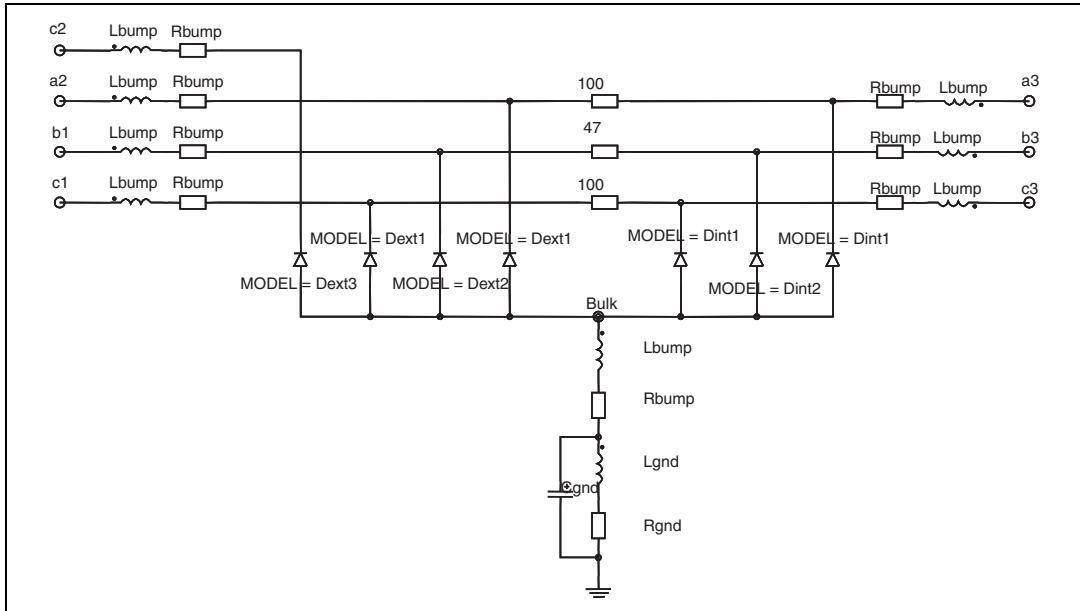 c2 Lbump Rbump
a2 Lbump Rbump 100 Rbump Lbump a3
b1 Lbump Rbump 47 Rbump Lbump b3
c1 Lbump Rbump 100 Rbump Lbump c3
MODEL = Dext1 MODEL = Dext1 MODEL = Dint1 MODEL = Dint1
MODEL = Dext3 MODEL = Dext2 MODEL = Dint2
Bulk
Lbump
Rbump
Lgnd
Cgnd
Rgnd